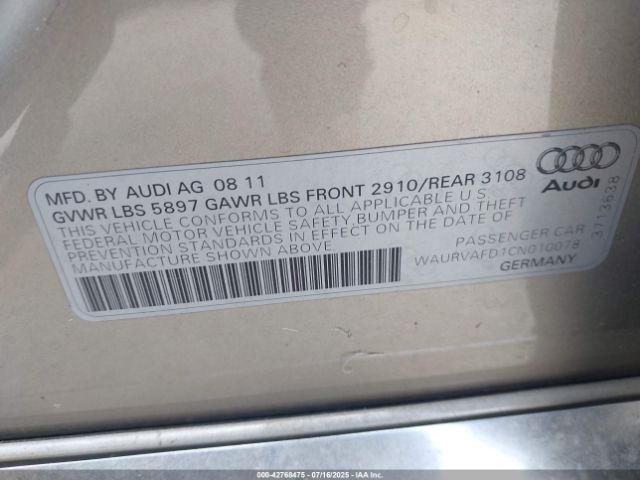 MFD. BY AUDI AG 08 11
GVWR LBS 5897 GAWR LBS FRONT 2910/REAR 3108
THIS VEHICLE CONFORMS TO ALL APPLICABLE U S
FEDERAL MOTOR VEHICLE SAFETY, BUMPER AND THEFT
PREVENTION STANDARDS IN EFFECT ON THE DATE OF
MANUFACTURE SHOWN ABOVE
PASSENGER CAR
WAURVAFD1CN010078
GERMANY
Audi
3713638
000-42768475 - 07/16/2025 - IAA Inc.